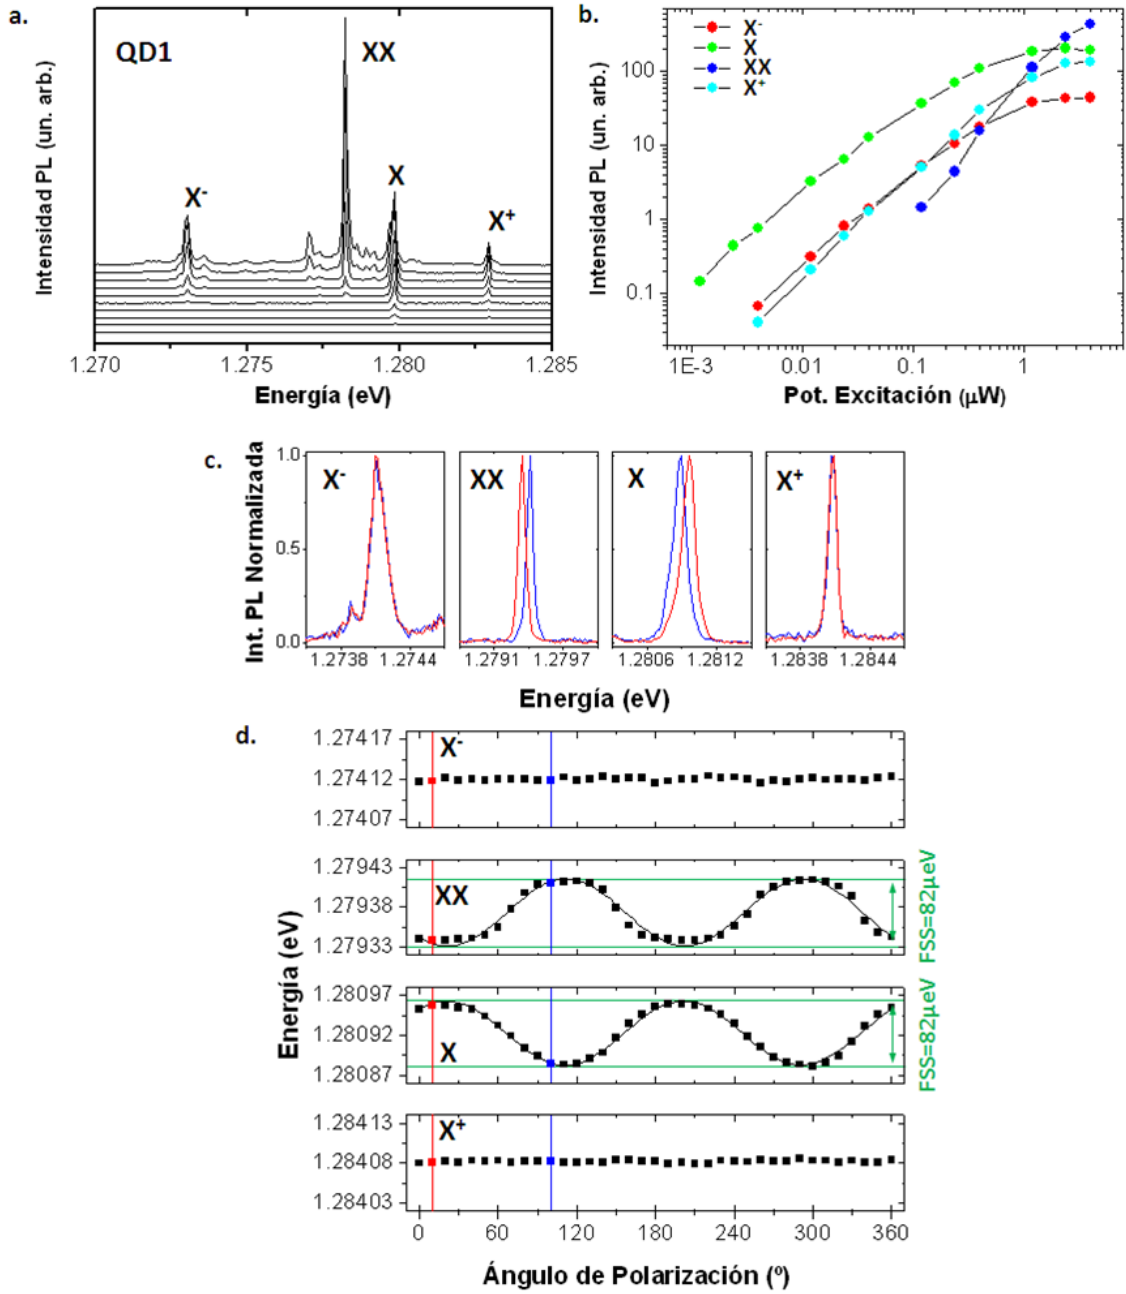 a.
QD1
XX
X-
X
X+
Intensidad PL (un. arb.)
1.270
1.275
1.280
1.285
Energía (eV)
b.
X-
X
XX
X+
100
10
1
0.1
Intensidad PL (un. arb.)
1E-3
0.01
0.1
1
Pot. Excitación (μW)
c.
Int. PL Normalizada
1.0
0.5
0.0
X-
XX
X
X+
1.2738 1.2744
1.2791 1.2797
1.2806 1.2812
1.2838 1.2844
Energía (eV)
d.
Energía (eV)
X-
1.27417
1.27412
1.27407
XX
1.27943
1.27938
1.27933
FSS=82μeV
X
1.28097
1.28092
1.28087
FSS=82μeV
X+
1.28413
1.28408
1.28403
0 60 120 180 240 300 360
Ángulo de Polarización (º)